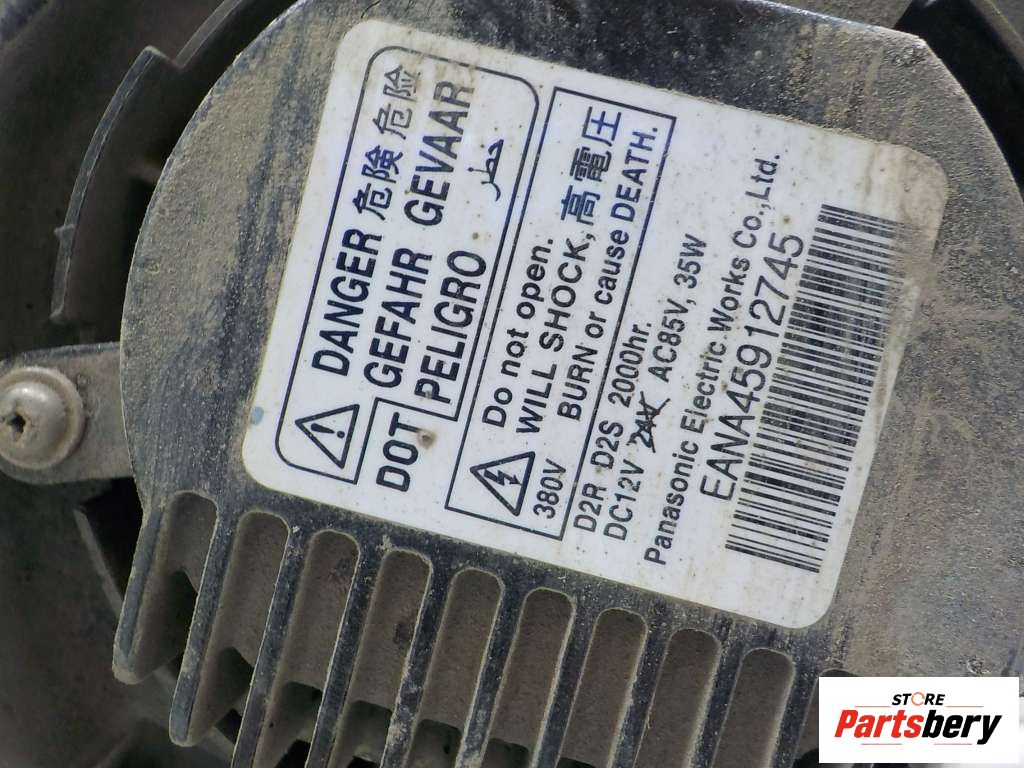 DANGER 危険 危险
GEFAHR GEVAAR
DOT PELIGRO خطر
Do not open.
WILL SHOCK, 高電圧
380V BURN or cause DEATH.
D2R D2S 2000hr.
DC12V 24V AC85V, 35W
Panasonic Electric Works Co.,Ltd.
EANA45912745
STORE
Partsbery